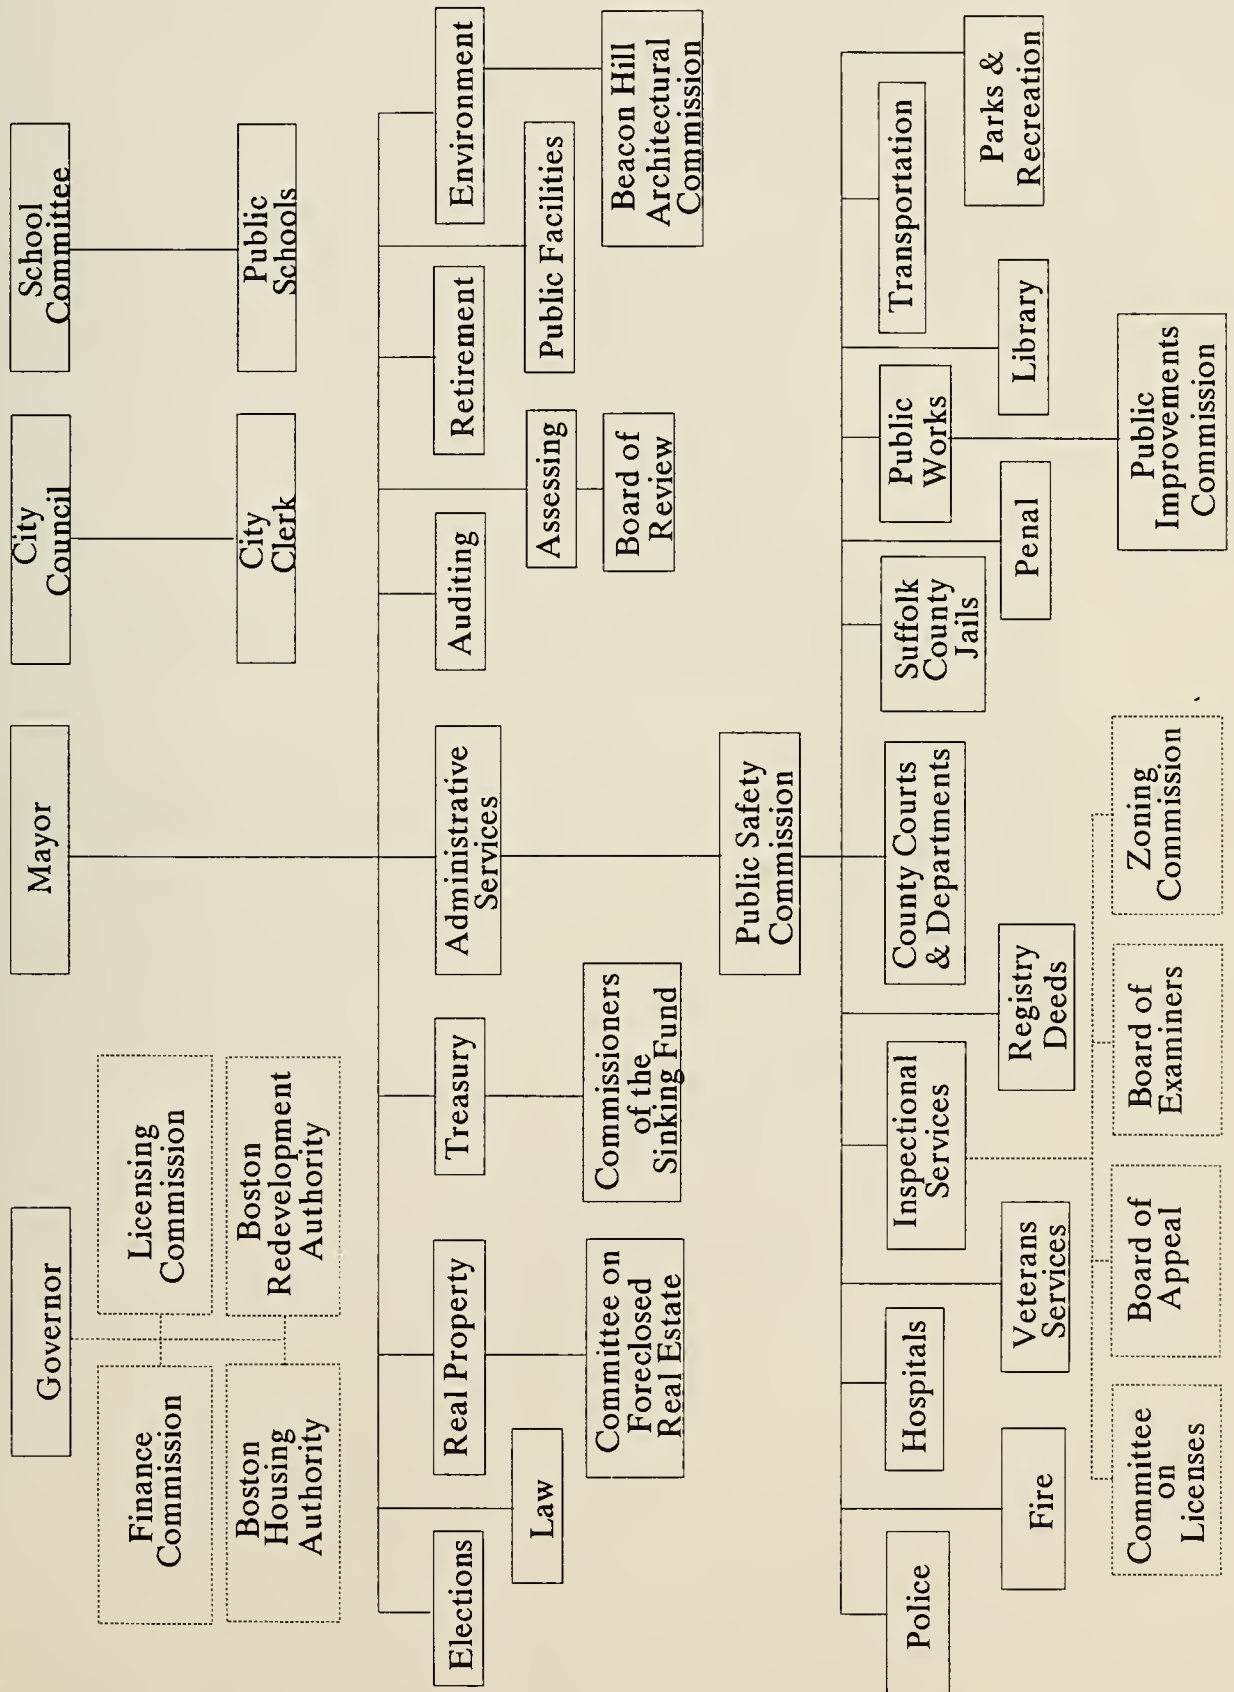 Governor
Mayor
City
Council
School
Committee
Finance
Commission
Licensing
Commission
Boston
Housing
Authority
Boston
Redevelopment
Authority
City
Clerk
Public
Schools
Elections
Law
Real Property
Committee on
Foreclosed
Real Estate
Treasury
Commissioners
of the
Sinking Fund
Administrative
Services
Auditing
Assessing
Board of
Review
Retirement
Public Facilities
Environment
Beacon Hill
Architectural
Commission
Public Safety
Commission
Police
Fire
Hospitals
Veterans
Services
Inspectional
Services
Registry
Deeds
County Courts
& Departments
Suffolk
County
Jails
Penal
Public
Works
Library
Transportation
Parks &
Recreation
Public
Improvements
Commission
Committee
on
Licenses
Board of
Appeal
Board of
Examiners
Zoning
Commission